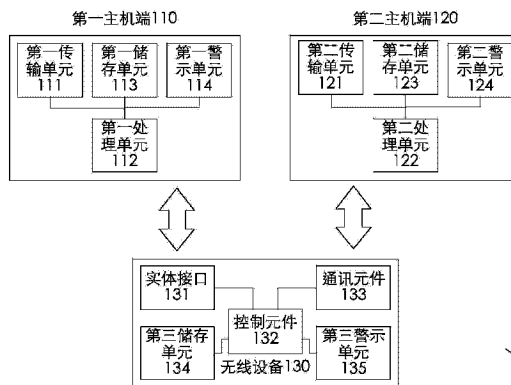 第一主机端110
第二主机端120
第一传
输单元
111
第一储
存单元
113
第一警
示单元
114
第一处
理单元
112
第二传
输单元
121
第二储
存单元
123
第二警
示单元
124
第二处
理单元
122
实体接口
131
通讯元件
133
控制元件
132
第三储存
单元
134
第三警示
单元
135
无线设备130